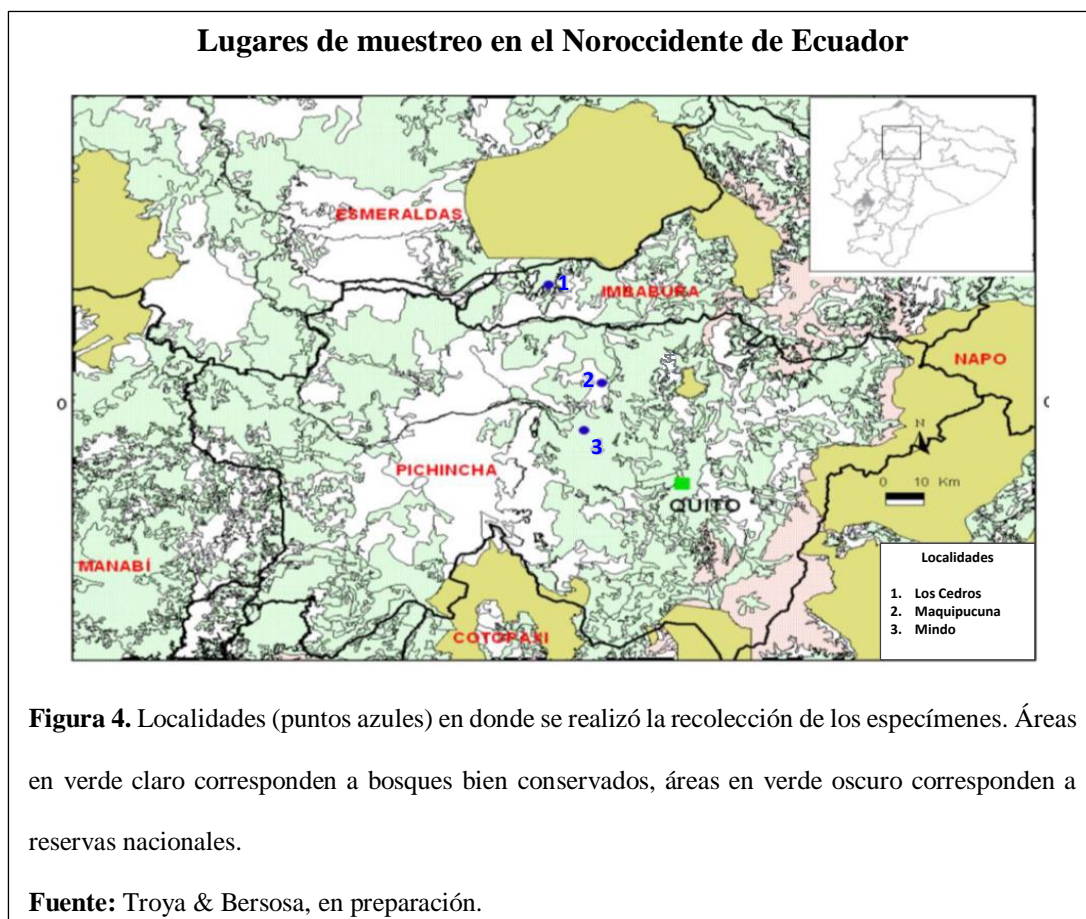 Lugares de muestreo en el Noroccidente de Ecuador
ESMERALDAS
1
IMBABURA
NAPO
2
0
N
3
PICHINCHA
0 10 Km
QUITO
MANABÍ
Localidades
1. Los Cedros
2. Maquipucuna
3. Mindo
COTOPAXI
Figura 4. Localidades (puntos azules) en donde se realizó la recolección de los especímenes. Áreas
en verde claro corresponden a bosques bien conservados, áreas en verde oscuro corresponden a
reservas nacionales.
Fuente: Troya & Bersosa, en preparación.